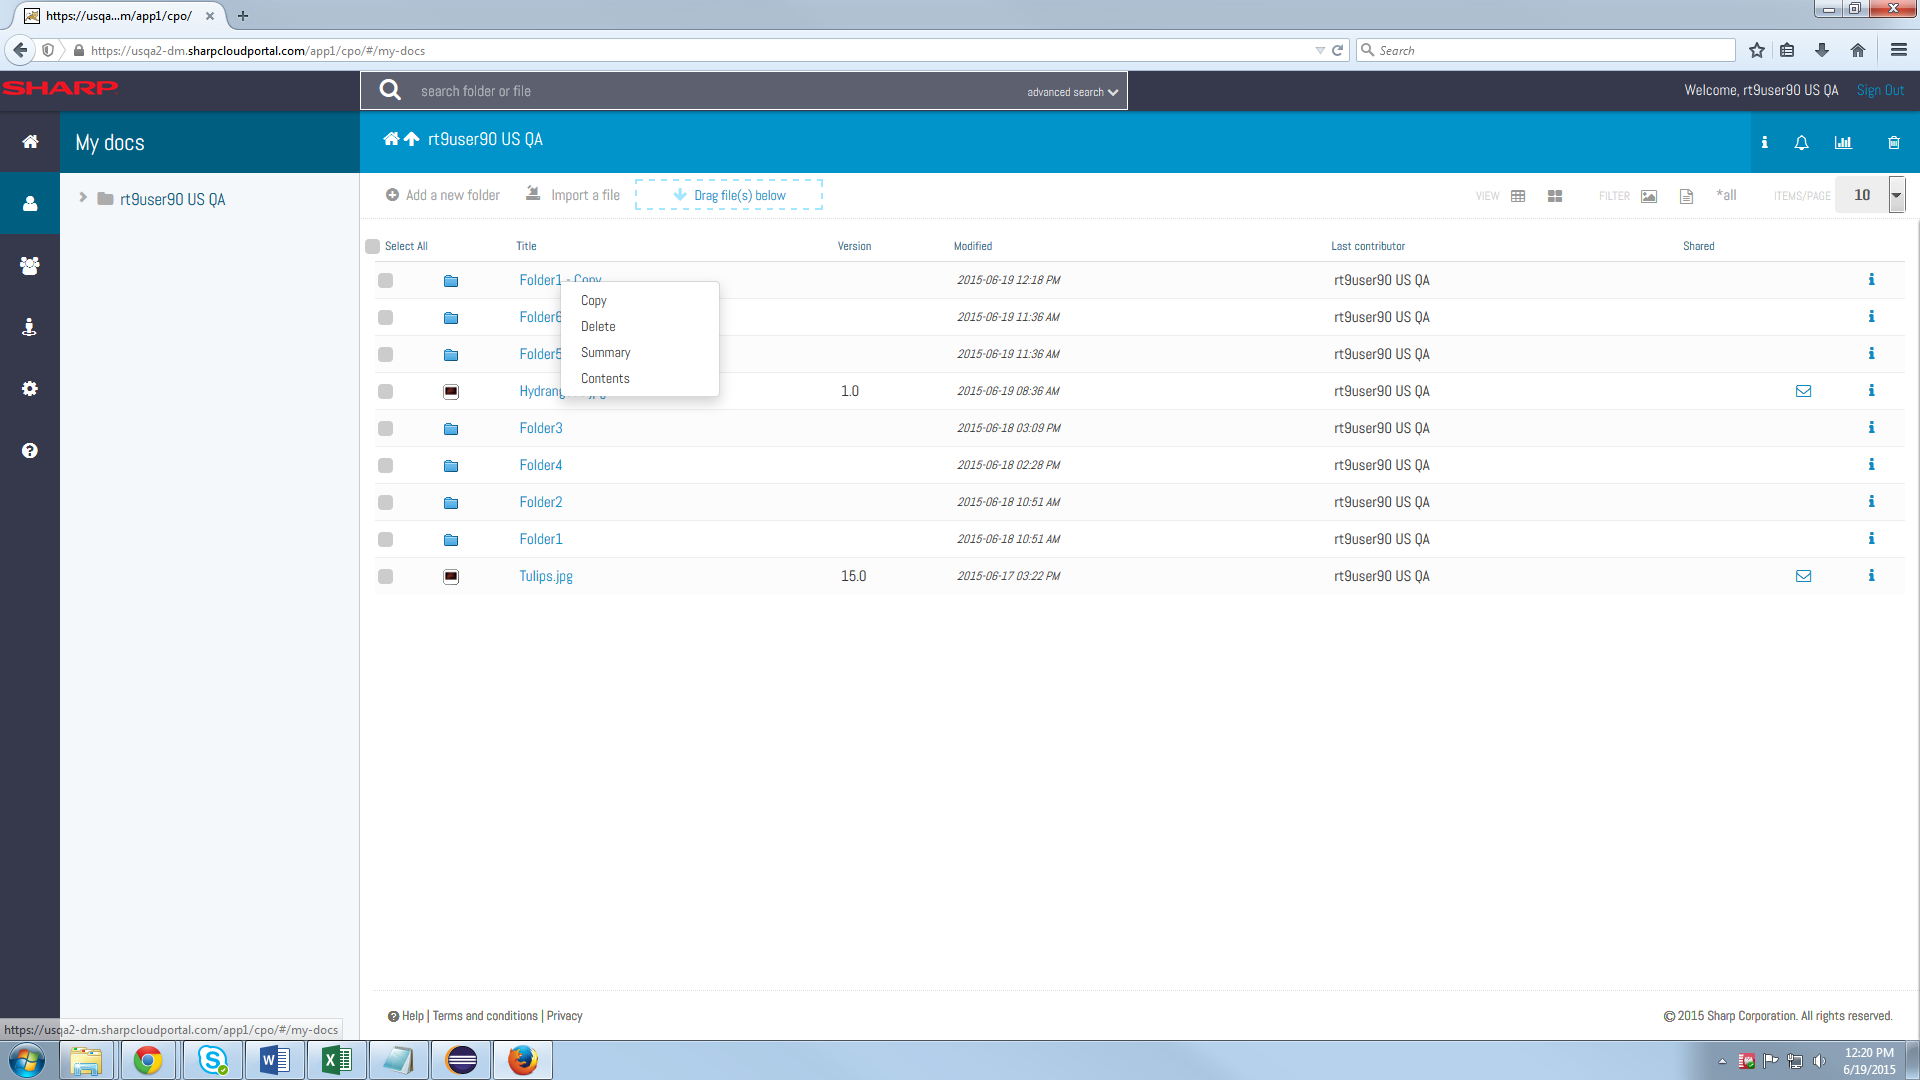 https://usqa...m/app1/cpo/
https://usqa2-dm.sharpcloudportal.com/app1/cpo/#/my-docs
Search
SHARP
search folder or file
advanced search
Welcome, rt9user90 US QA
Sign Out
My docs
rt9user90 US QA
rt9user90 US QA
Add a new folder
Import a file
Drag file(s) below
VIEW
FILTER
*all
ITEMS/PAGE
10
Select All Title Version Modified Last contributor Shared
Folder1 - Copy 2015-06-19 12:18 PM rt9user90 US QA
Folder6 2015-06-19 11:36 AM rt9user90 US QA
Folder5 2015-06-19 11:36 AM rt9user90 US QA
Hydrang 1.0 2015-06-19 08:36 AM rt9user90 US QA
Folder3 2015-06-18 03:09 PM rt9user90 US QA
Folder4 2015-06-18 02:28 PM rt9user90 US QA
Folder2 2015-06-18 10:51 AM rt9user90 US QA
Folder1 2015-06-18 10:51 AM rt9user90 US QA
Tulips.jpg 15.0 2015-06-17 03:22 PM rt9user90 US QA
Copy
Delete
Summary
Contents
Help | Terms and conditions | Privacy
© 2015 Sharp Corporation. All rights reserved.
https://usqa2-dm.sharpcloudportal.com/app1/cpo/#/my-docs
12:20 PM
6/19/2015